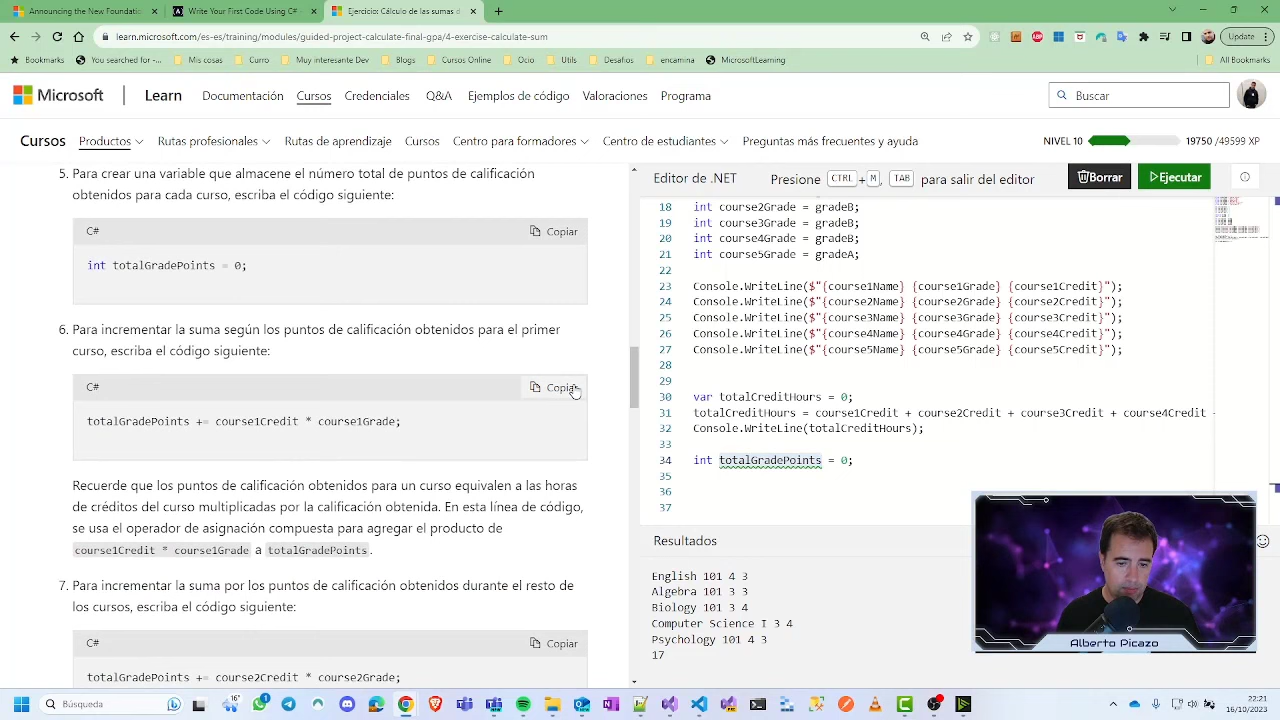 Announcing the New Foundatio
Write Your First Code Using C#
Ejercicio: Cálculo de las sumas d
learn.microsoft.com/es-es/training/modules/guided-project-calculate-final-gpa/4-exercise-calculate-sum
Update
Bookmarks
You searched for -...
Mis cosas
Curro
Muy interesante Dev
Blogs
Cursos Online
Ocio
Utils
Desafios
encamina
MicrosoftLearning
All Bookmarks
Microsoft
Learn
Documentación
Cursos
Credenciales
Q&A
Ejemplos de código
Valoraciones
Programa
Buscar
Cursos
Productos
Rutas profesionales
Rutas de aprendizaje
Cursos
Centro para formadores
Centro de estudiantes
Preguntas más frecuentes y ayuda
NIVEL 10
19750 /49599 XP
5. Para crear una variable que almacene el número total de puntos de calificación
obtenidos para cada curso, escriba el código siguiente:
C#
Copiar
int totalGradePoints = 0;
6. Para incrementar la suma según los puntos de calificación obtenidos para el primer
curso, escriba el código siguiente:
C#
Copiar
totalGradePoints += course1Credit * course1Grade;
Recuerde que los puntos de calificación obtenidos para un curso equivalen a las horas
de créditos del curso multiplicadas por la calificación obtenida. En esta línea de código,
se usa el operador de asignación compuesta para agregar el producto de
course1Credit * course1Grade a totalGradePoints.
7. Para incrementar la suma por los puntos de calificación obtenidos durante el resto de
los cursos, escriba el código siguiente:
C#
Copiar
totalGradePoints += course2Credit * course2Grade;
Editor de .NET
Presione CTRL + M, TAB para salir del editor
Borrar
Ejecutar
18 int course2Grade = gradeB;
19 int course3Grade = gradeB;
20 int course4Grade = gradeB;
21 int course5Grade = gradeA;
22
23 Console.WriteLine($"{course1Name} {course1Grade} {course1Credit}");
24 Console.WriteLine($"{course2Name} {course2Grade} {course2Credit}");
25 Console.WriteLine($"{course3Name} {course3Grade} {course3Credit}");
26 Console.WriteLine($"{course4Name} {course4Grade} {course4Credit}");
27 Console.WriteLine($"{course5Name} {course5Grade} {course5Credit}");
28
29
30 var totalCreditHours = 0;
31 totalCreditHours = course1Credit + course2Credit + course3Credit + course4Credit
32 Console.WriteLine(totalCreditHours);
33
34 int totalGradePoints = 0;
35
36
37
Resultados
English 101 4 3
Algebra 101 3 3
Biology 101 3 4
Computer Science I 3 4
Psychology 101 4 3
17
Alberto Picazo
Búsqueda
16°
22:21
16/10/2023